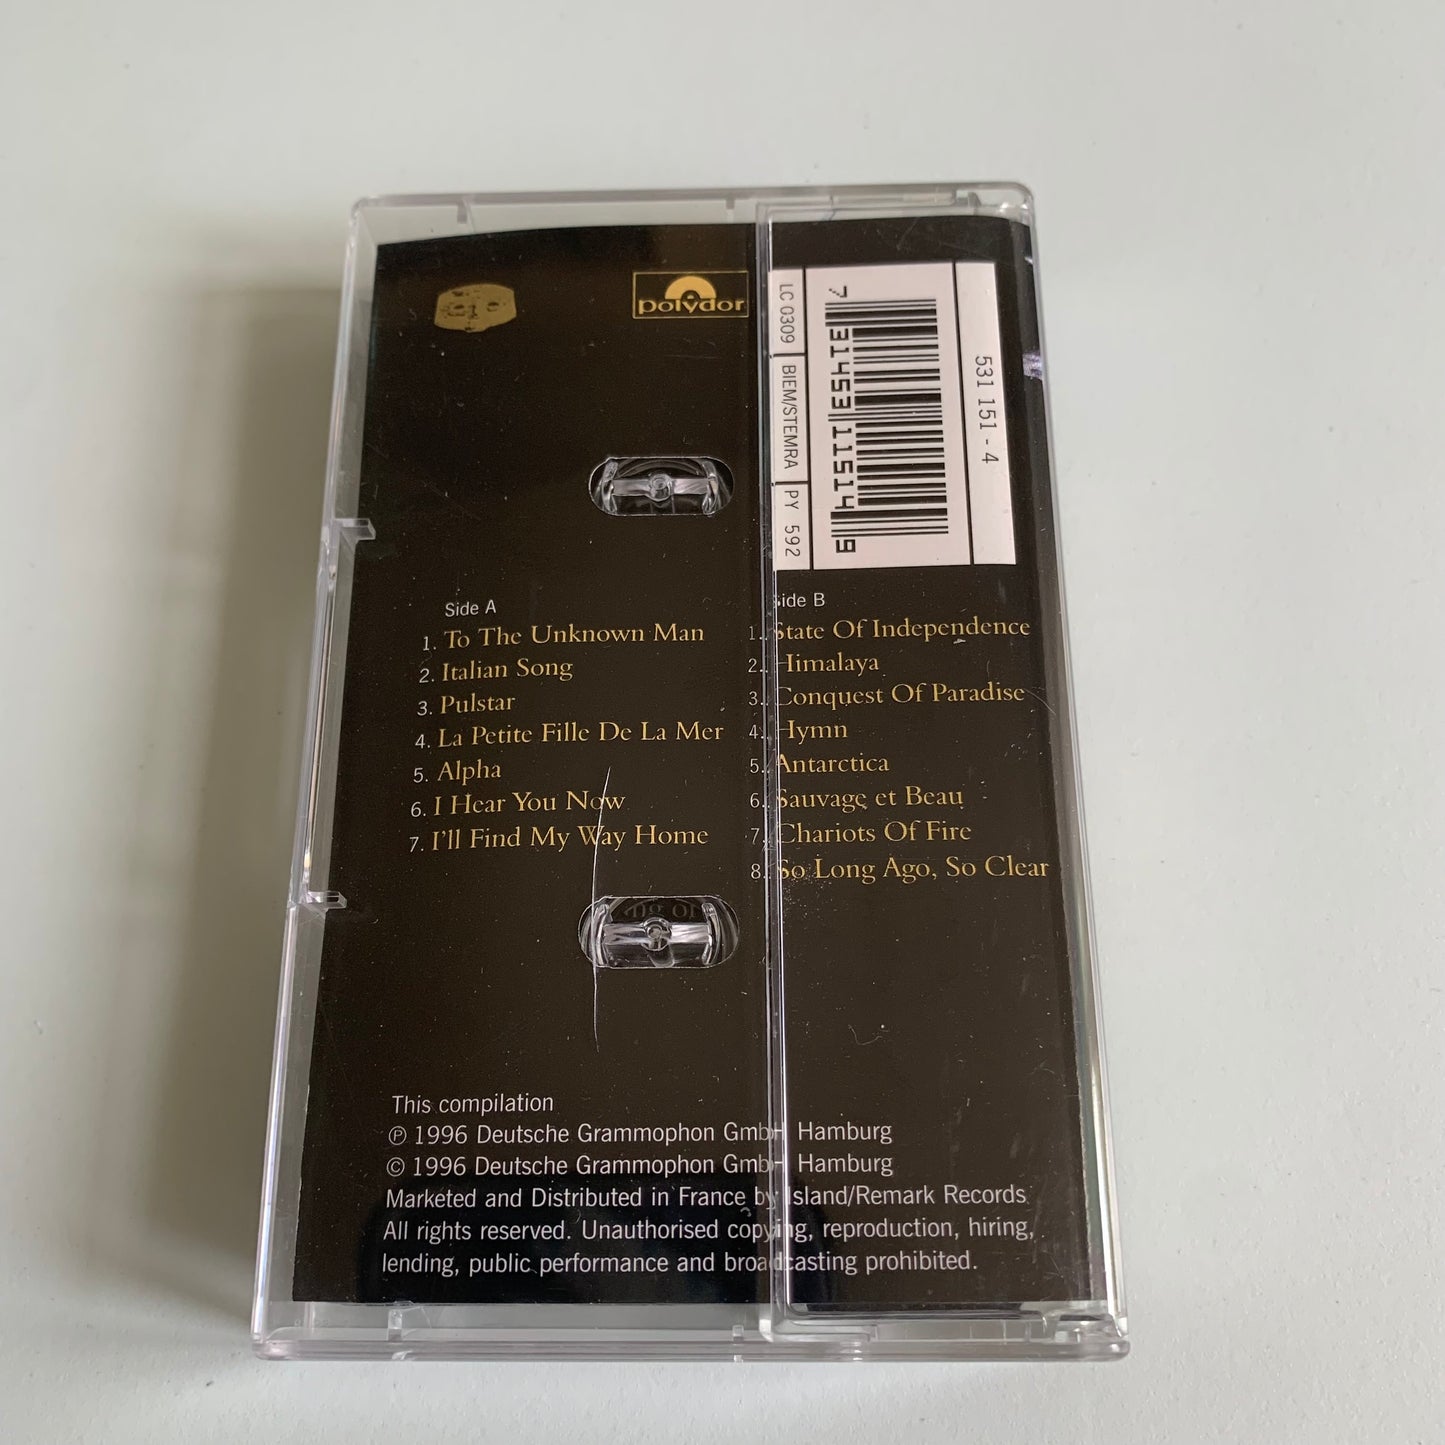 polydor
LC 0309
BIEM/STEMRA
PY 592
7 31453 11514 9
531 151 - 4
Side A
1. To The Unknown Man
2. Italian Song
3. Pulstar
4. La Petite Fille De La Mer
5. Alpha
6. I Hear You Now
7. I'll Find My Way Home
Side B
1. State Of Independence
2. Himalaya
3. Conquest Of Paradise
4. Hymn
5. Antarctica
6. Sauvage et Beau
7. Chariots Of Fire
8. So Long Ago, So Clear
This compilation
℗ 1996 Deutsche Grammophon GmbH Hamburg
© 1996 Deutsche Grammophon GmbH Hamburg
Marketed and Distributed in France by Island/Remark Records
All rights reserved. Unauthorised copying, reproduction, hiring,
lending, public performance and broadcasting prohibited.